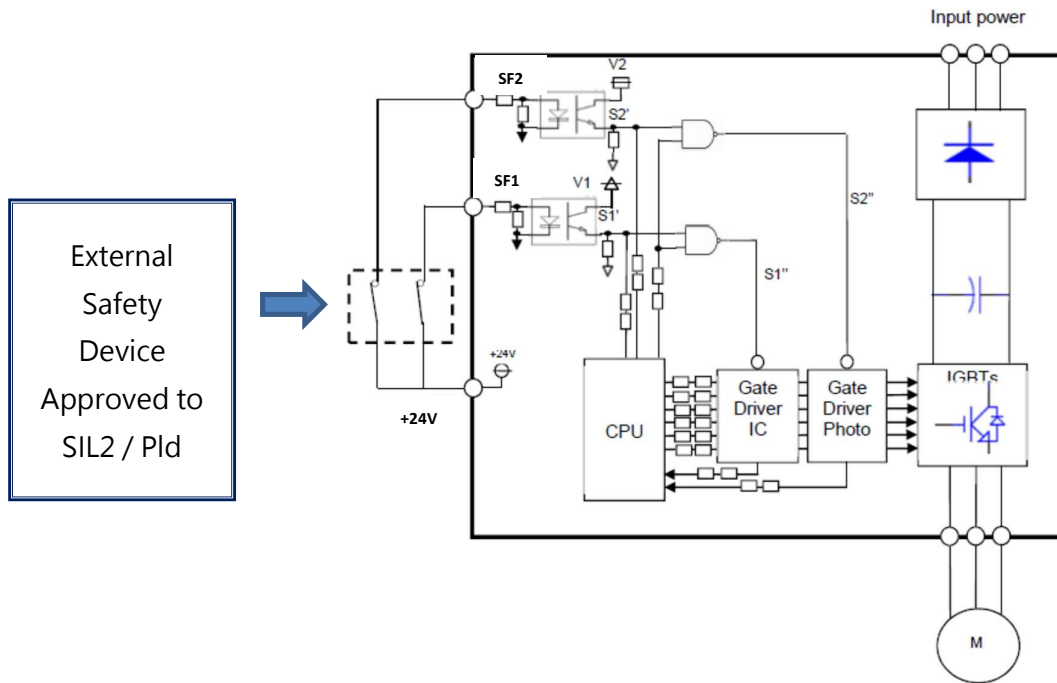 Input power
V2
SF2
S2'
V1
SF1
S1'
S2"
S1"
External
Safety
Device
Approved to
SIL2 / Pld
+24V
+24V
CPU
Gate
Driver
IC
Gate
Driver
Photo
IGBTs
M